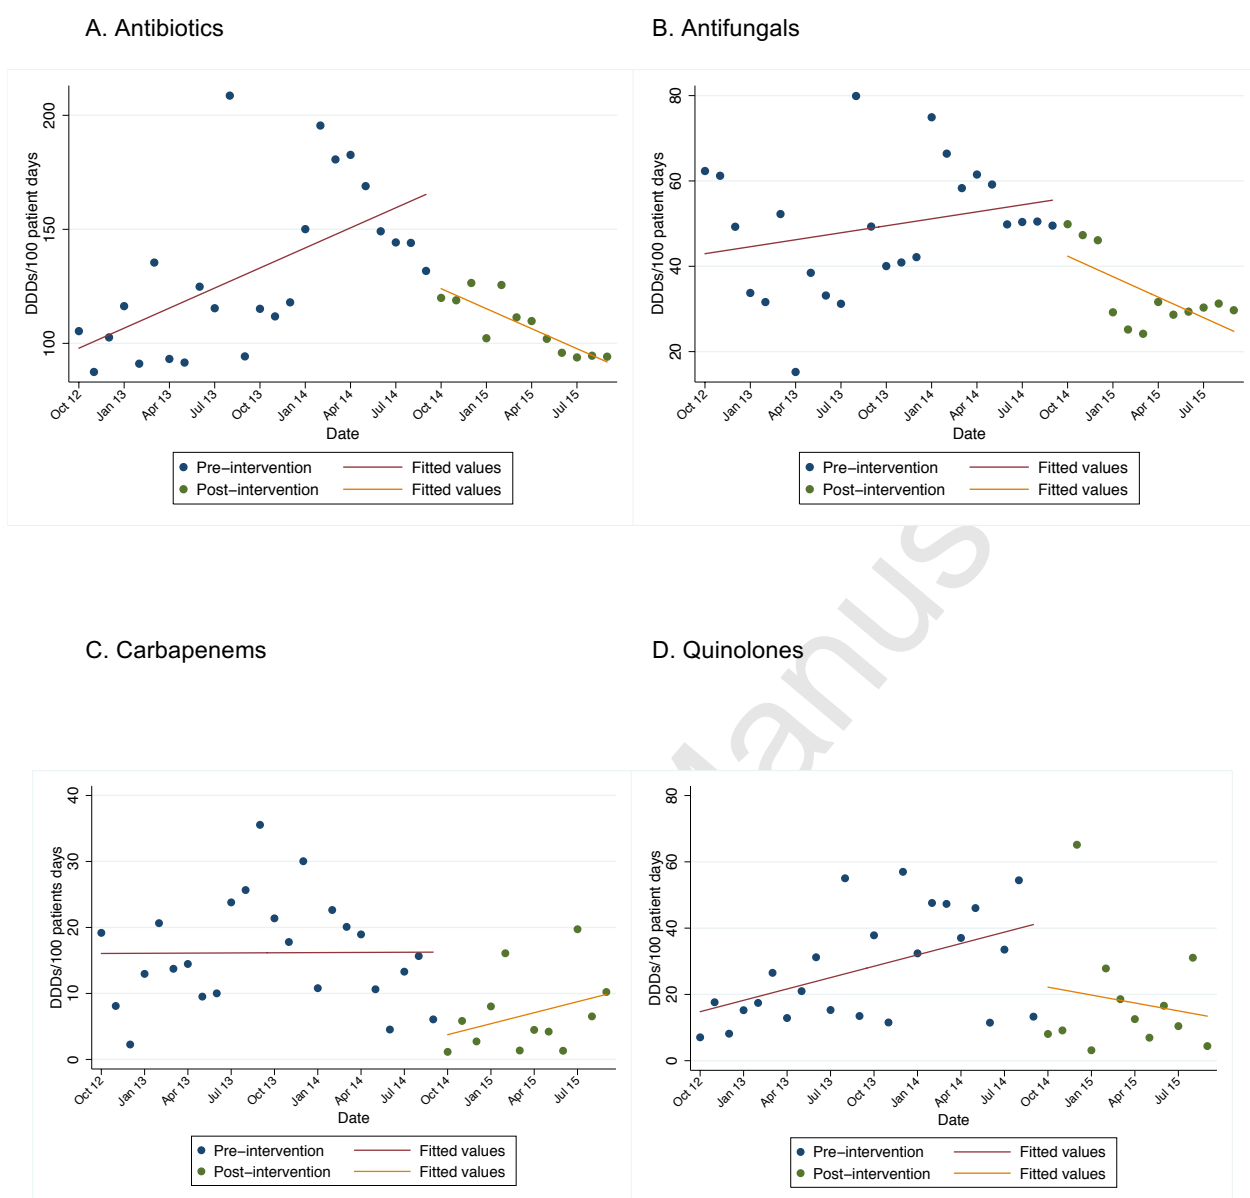 A. Antibiotics
B. Antifungals
DDDs/100 patient days
200
150
100
Oct 12 Jan 13 Apr 13 Jul 13 Oct 13 Jan 14 Apr 14 Jul 14 Oct 14 Jan 15 Apr 15 Jul 15
Date
Pre-intervention Fitted values
Post-intervention Fitted values
DDDs/100 patient days
80
60
40
20
Oct 12 Jan 13 Apr 13 Jul 13 Oct 13 Jan 14 Apr 14 Jul 14 Oct 14 Jan 15 Apr 15 Jul 15
Date
Pre-intervention Fitted values
Post-intervention Fitted values
Manus
C. Carbapenems
D. Quinolones
DDDs/100 patients days
40
30
20
10
0
Oct 12 Jan 13 Apr 13 Jul 13 Oct 13 Jan 14 Apr 14 Jul 14 Oct 14 Jan 15 Apr 15 Jul 15
Date
Pre-intervention Fitted values
Post-intervention Fitted values
DDDs/100 patient days
80
60
40
20
0
Oct 12 Jan 13 Apr 13 Jul 13 Oct 13 Jan 14 Apr 14 Jul 14 Oct 14 Jan 15 Apr 15 Jul 15
Date
Pre-intervention Fitted values
Post-intervention Fitted values